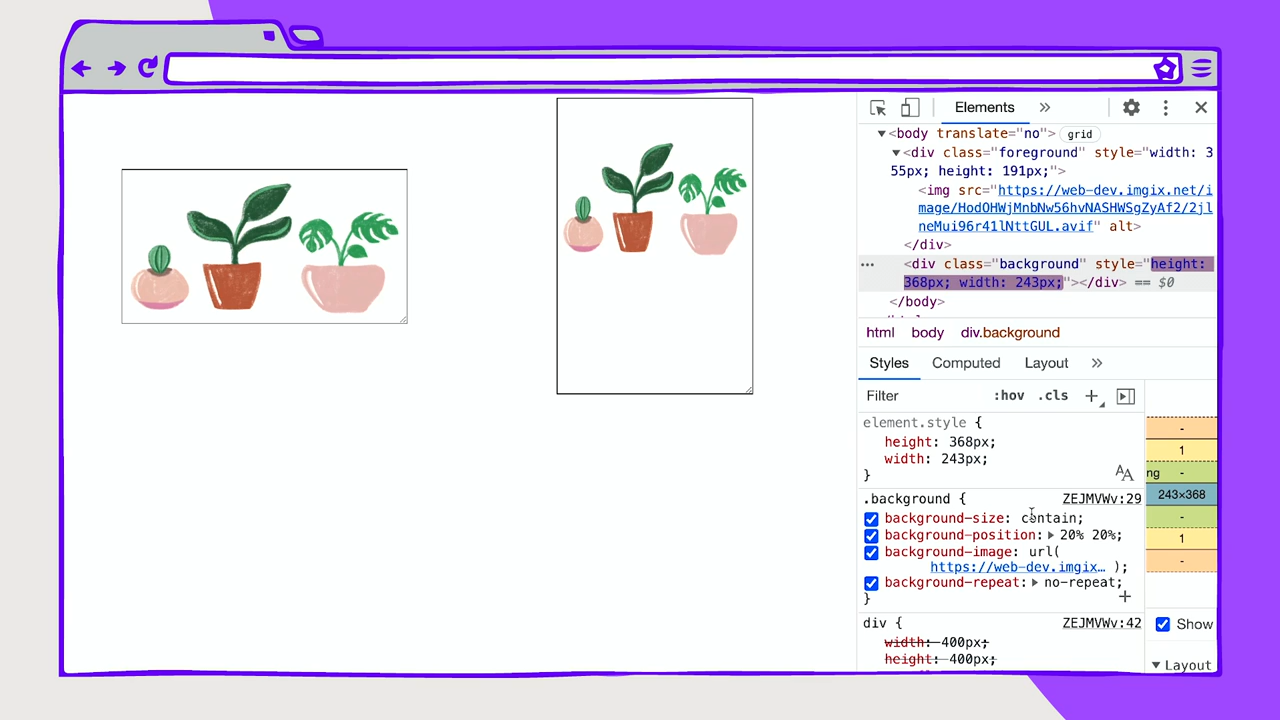 Elements
<body translate="no"> grid
<div class="foreground" style="width: 3
55px; height: 191px;">
<img src="https://web-dev.imgix.net/i
mage/HodOHWjMnbNw56hvNASHWSgZyAf2/2jl
neMui96r41lNttGUL.avif" alt>
</div>
<div class="background" style="height:
368px; width: 243px;"></div> == $0
</body>
html body div.background
Styles Computed Layout
Filter :hov .cls
element.style {
height: 368px;
width: 243px;
}
.background { ZEJMVWv:29
background-size: contain;
background-position: 20% 20%;
background-image: url(
https://web-dev.imgix… );
background-repeat: no-repeat;
}
div { ZEJMVWv:42
width: 400px;
height: 400px;
-
1
ng -
243×368
-
1
-
Show
Layout